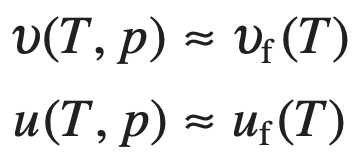 υ(T, p) ≈ υf(T)
u(T, p) ≈ uf(T)